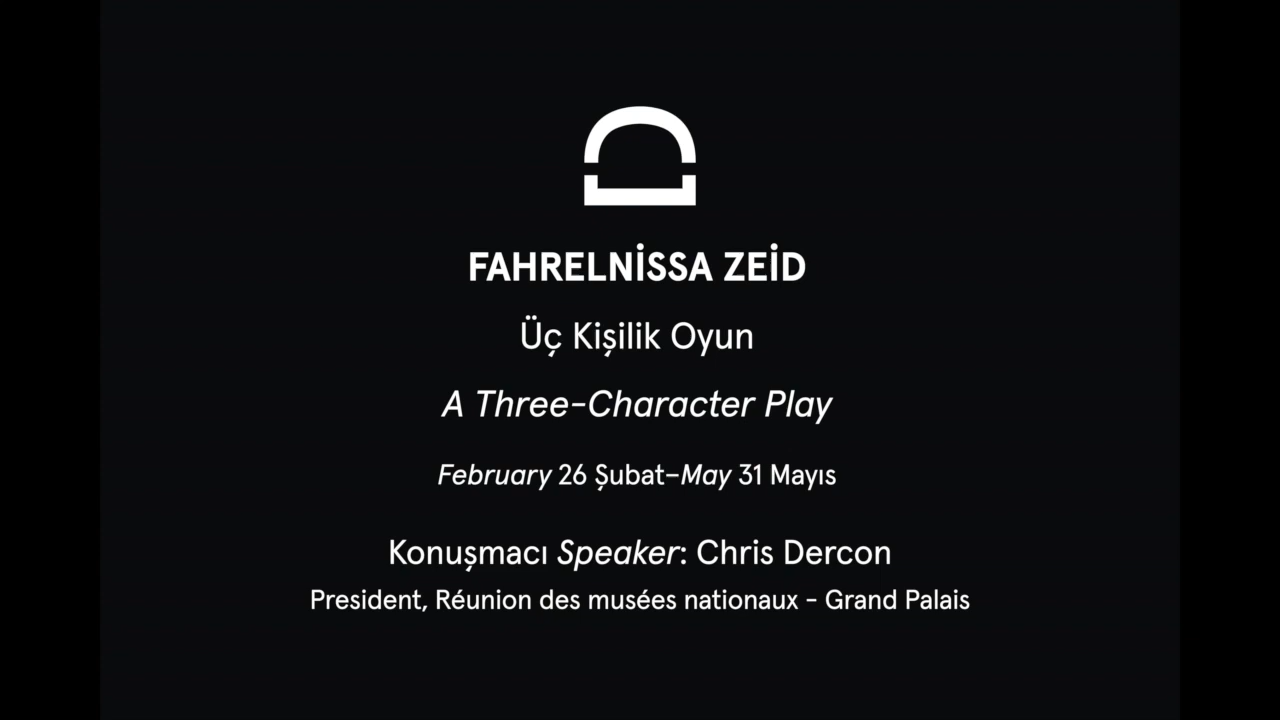 FAHRELNİSSA ZEİD
Üç Kişilik Oyun
A Three-Character Play
February 26 Şubat–May 31 Mayıs
Konuşmacı Speaker: Chris Dercon
President, Réunion des musées nationaux - Grand Palais